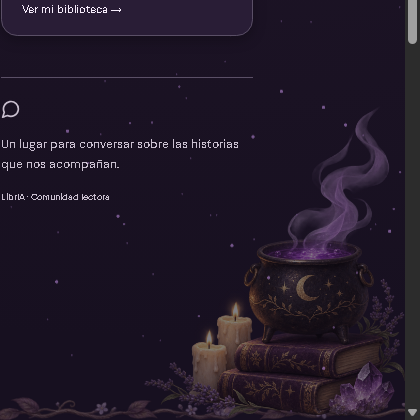 Ver mi biblioteca →
Un lugar para conversar sobre las historias
que nos acompañan.
LibrIA · Comunidad lectora